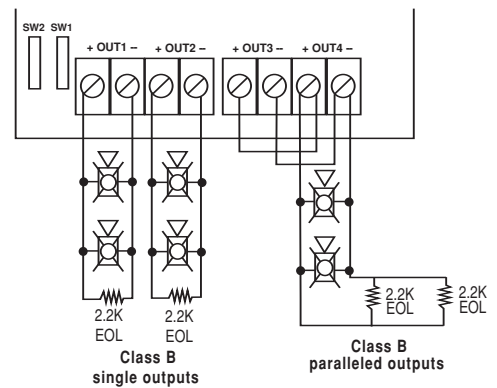 SW2 SW1
+ OUT1 – + OUT2 – + OUT3 – + OUT4 –
2.2K
EOL
2.2K
EOL
2.2K
EOL
2.2K
EOL
Class B
single outputs
Class B
paralleled outputs